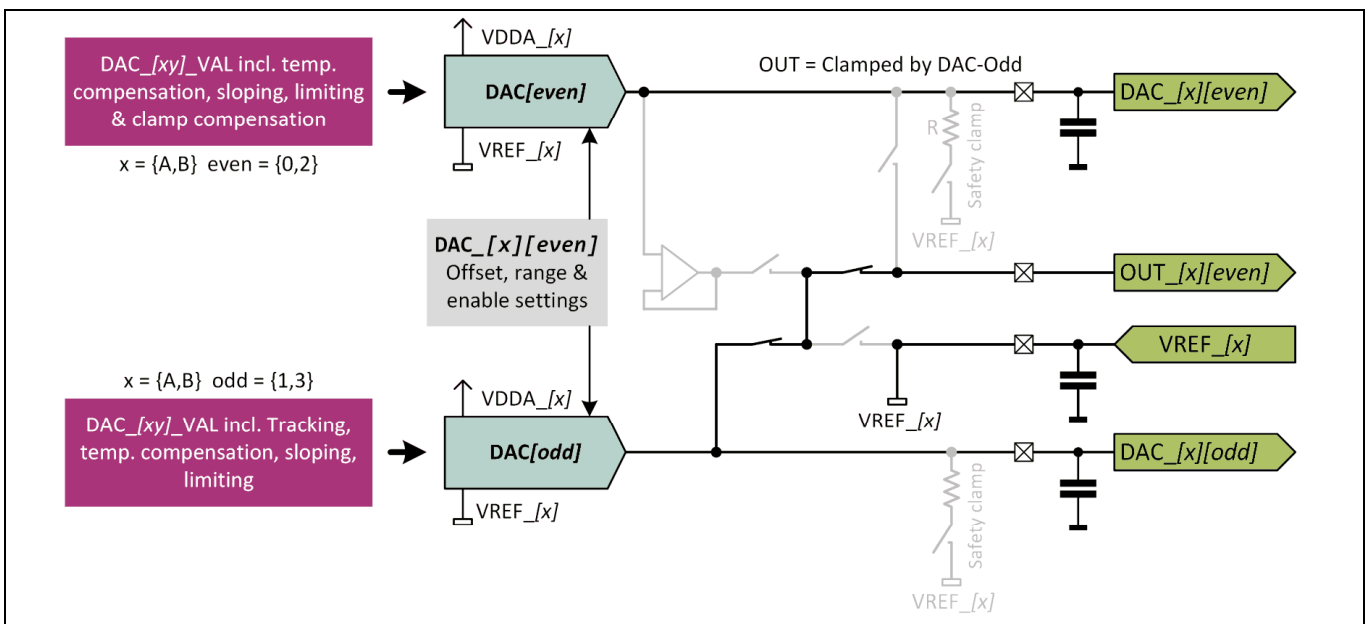 DAC_[xy]_VAL incl. temp.
compensation, sloping, limiting
& clamp compensation
x = {A,B} even = {0,2}
VDDA_[x]
DAC[even]
VREF_[x]
OUT = Clamped by DAC-Odd
R
Safety clamp
VREF_[x]
DAC_[x][even]
DAC_[x][even]
Offset, range &
enable settings
OUT_[x][even]
VREF_[x]
VREF_[x]
x = {A,B} odd = {1,3}
DAC_[xy]_VAL incl. Tracking,
temp. compensation, sloping,
limiting
VDDA_[x]
DAC[odd]
VREF_[x]
Safety clamp
VREF_[x]
DAC_[x][odd]